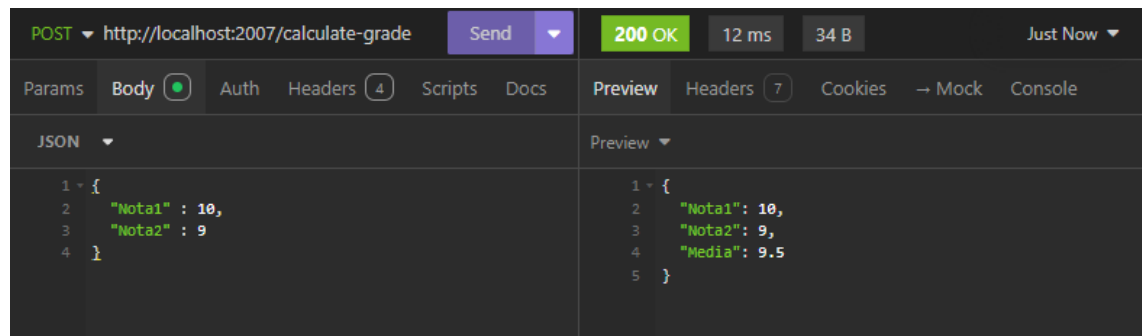 POST http://localhost:2007/calculate-grade Send 200 OK 12 ms 34 B Just Now
Params Body Auth Headers 4 Scripts Docs Preview Headers 7 Cookies → Mock Console
JSON Preview
1 {
2 "Nota1" : 10,
3 "Nota2" : 9
4 }
1 {
2 "Nota1": 10,
3 "Nota2": 9,
4 "Media": 9.5
5 }